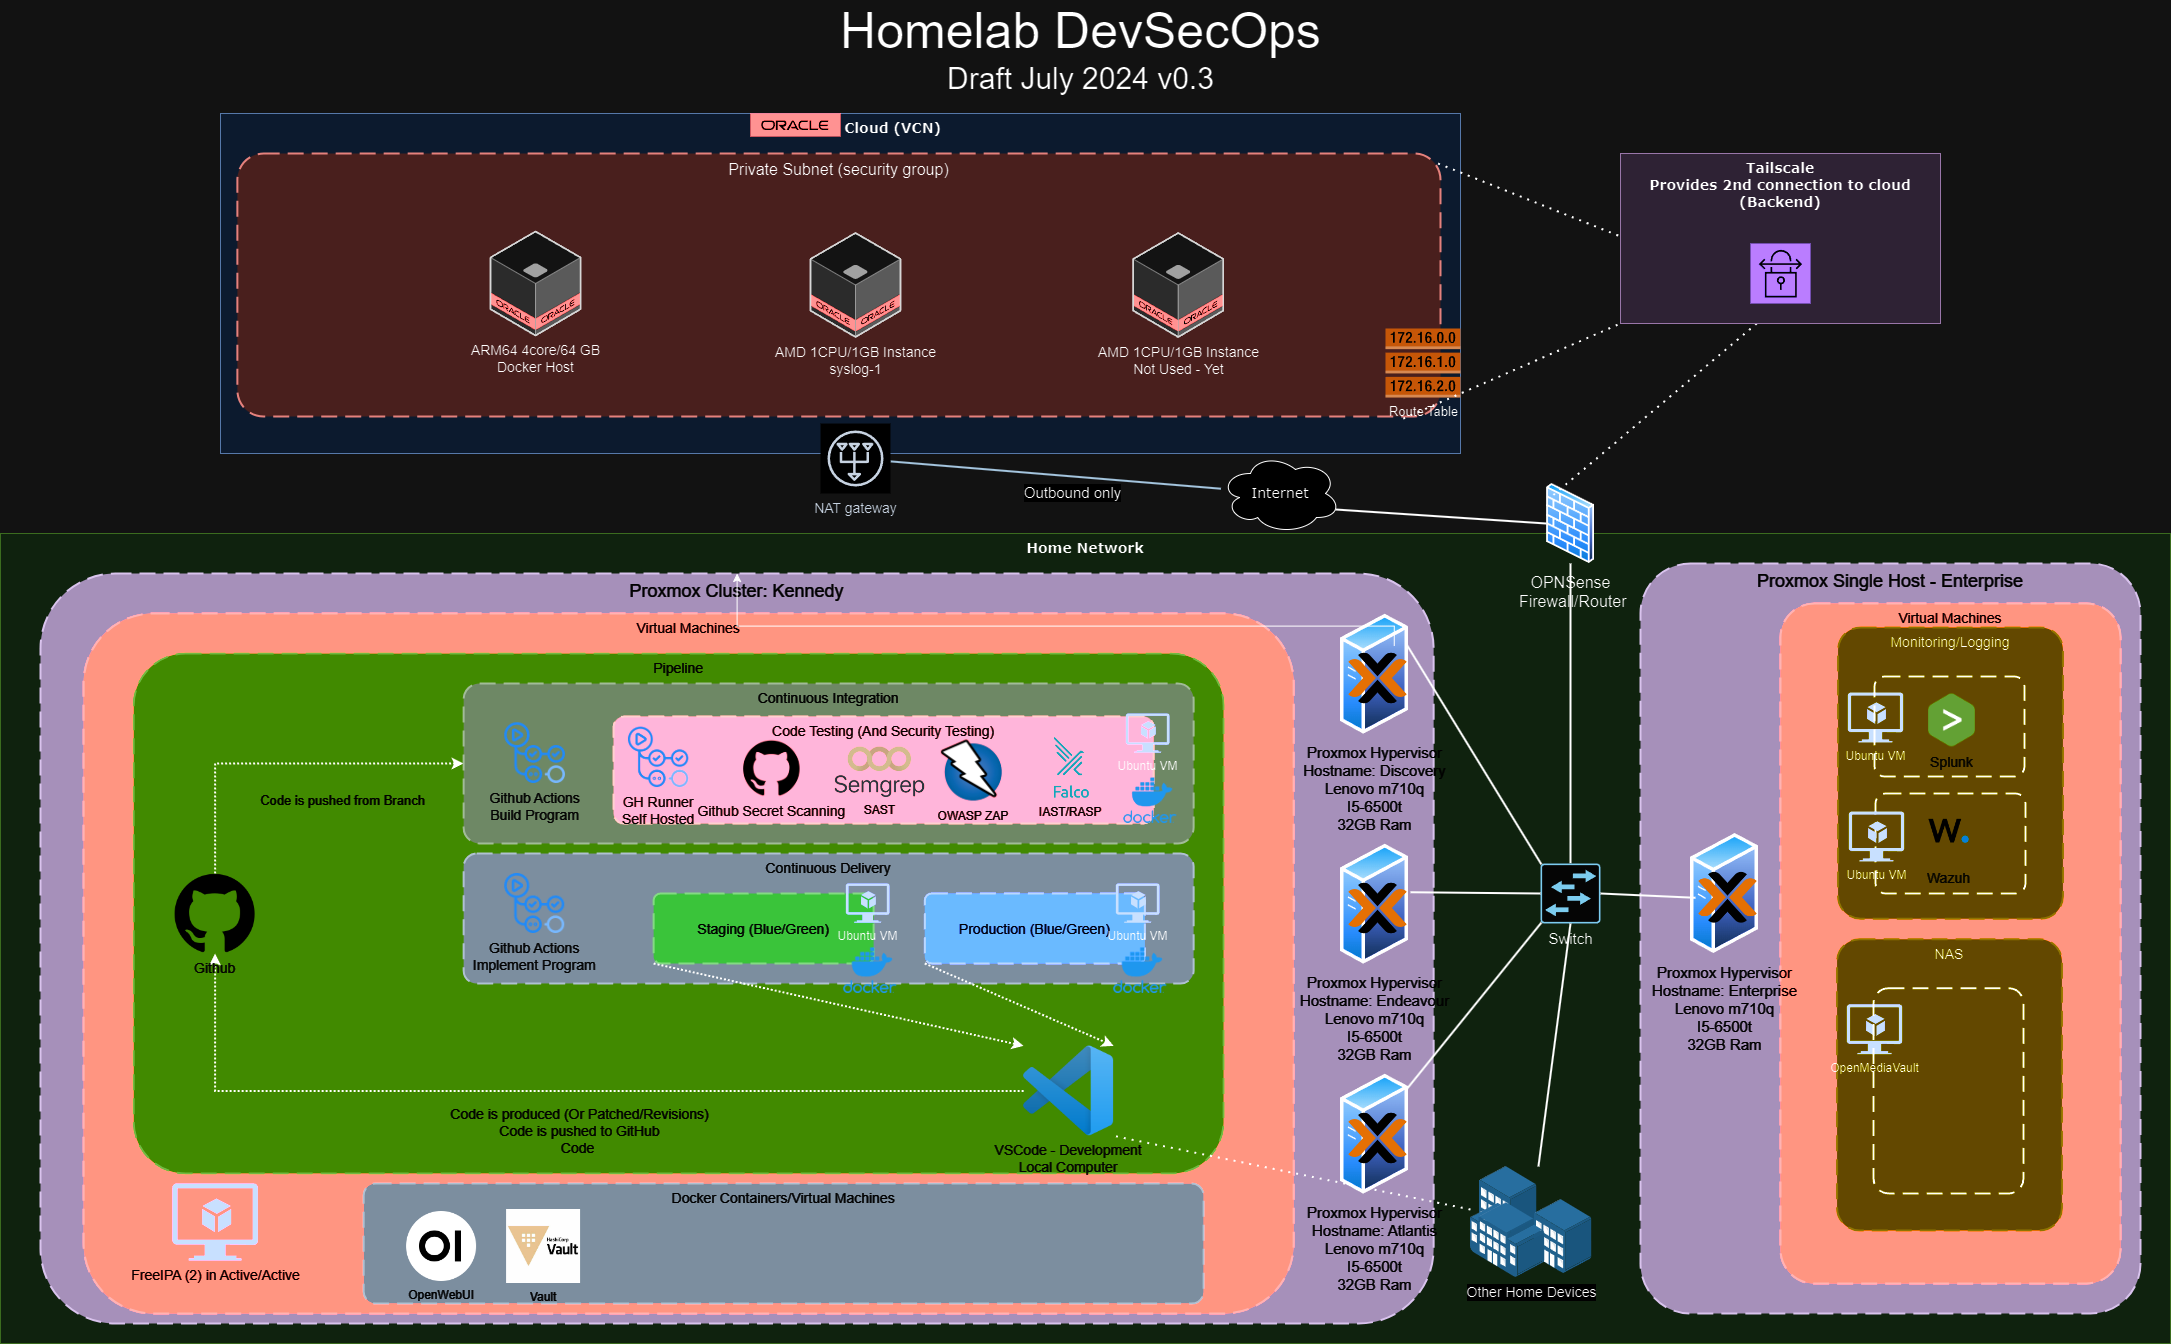 Homelab DevSecOps
Draft July 2024 v0.3
ORACLE Cloud (VCN)
Private Subnet (security group)
ORACLE ORACLE
ARM64 4core/64 GB
Docker Host
ORACLE ORACLE
AMD 1CPU/1GB Instance
syslog-1
ORACLE ORACLE
AMD 1CPU/1GB Instance
Not Used - Yet
172.16.0.0
172.16.1.0
172.16.2.0
Route Table
Tailscale
Provides 2nd connection to cloud
(Backend)
NAT gateway
Outbound only
Internet
OPNSense
Firewall/Router
Home Network
Proxmox Cluster: Kennedy
Virtual Machines
Pipeline
Continuous Integration
Github Actions
Build Program
Code Testing (And Security Testing)
GH Runner
Self Hosted
Github Secret Scanning
Semgrep
SAST
OWASP ZAP
Falco
IAST/RASP
Ubuntu VM
docker
Code is pushed from Branch
Github
Continuous Delivery
Github Actions
Implement Program
Staging (Blue/Green)
Ubuntu VM
docker
Production (Blue/Green)
Ubuntu VM
docker
Code is produced (Or Patched/Revisions)
Code is pushed to GitHub
Code
VSCode - Development
Local Computer
FreeIPA (2) in Active/Active
Docker Containers/Virtual Machines
OI
OpenWebUI
HashiCorp
Vault
Vault
Proxmox Hypervisor
Hostname: Discovery
Lenovo m710q
I5-6500t
32GB Ram
Proxmox Hypervisor
Hostname: Endeavour
Lenovo m710q
I5-6500t
32GB Ram
Proxmox Hypervisor
Hostname: Atlantis
Lenovo m710q
I5-6500t
32GB Ram
Switch
Other Home Devices
Proxmox Single Host - Enterprise
Proxmox Hypervisor
Hostname: Enterprise
Lenovo m710q
I5-6500t
32GB Ram
Virtual Machines
Monitoring/Logging
Ubuntu VM
Splunk
Ubuntu VM
W.
Wazuh
NAS
OpenMediaVault